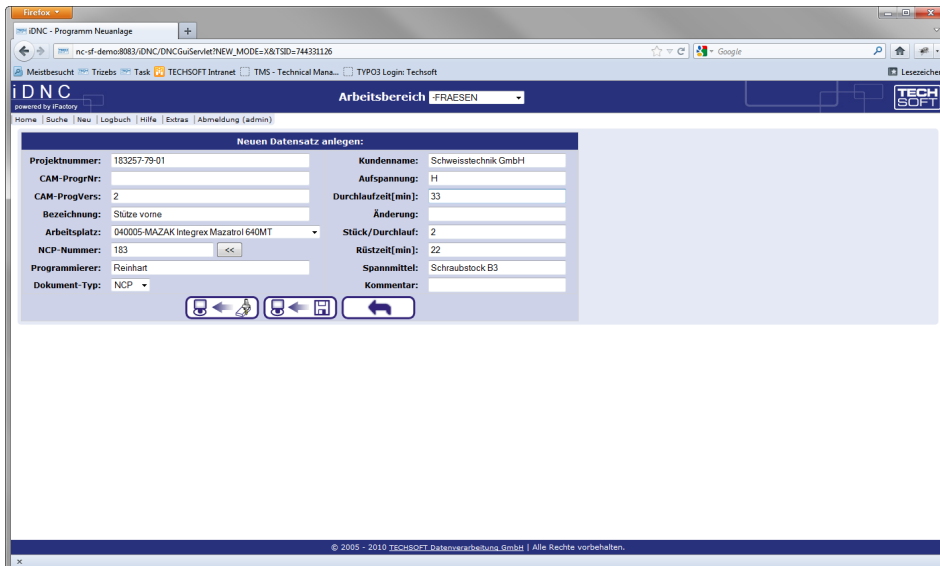 Firefox
iDNC - Programm Neuanlage
+
nc-sf-demo:8083/iDNC/DNCGuiServlet?NEW_MODE=X&TSID=744331126
Google
Meistbesucht Trizebs Task TECHSOFT Intranet TMS - Technical Mana... TYPO3 Login: Techsoft Lesezeichen
iDNC
powered by iFactory
Arbeitsbereich -FRAESEN
TECH
SOFT
Home | Suche | Neu | Logbuch | Hilfe | Extras | Abmeldung (admin)
Neuen Datensatz anlegen:
Projektnummer: 183257-79-01 Kundenname: Schweisstechnik GmbH
CAM-ProgrNr: Aufspannung: H
CAM-ProgVers: 2 Durchlaufzeit[min]: 33
Bezeichnung: Stütze vorne Änderung:
Arbeitsplatz: 040005-MAZAK Integrex Mazatrol 640MT Stück/Durchlauf: 2
NCP-Nummer: 183 << Rüstzeit[min]: 22
Programmierer: Reinhart Spannmittel: Schraubstock B3
Dokument-Typ: NCP Kommentar:
© 2005 - 2010 TECHSOFT Datenverarbeitung GmbH | Alle Rechte vorbehalten.
x